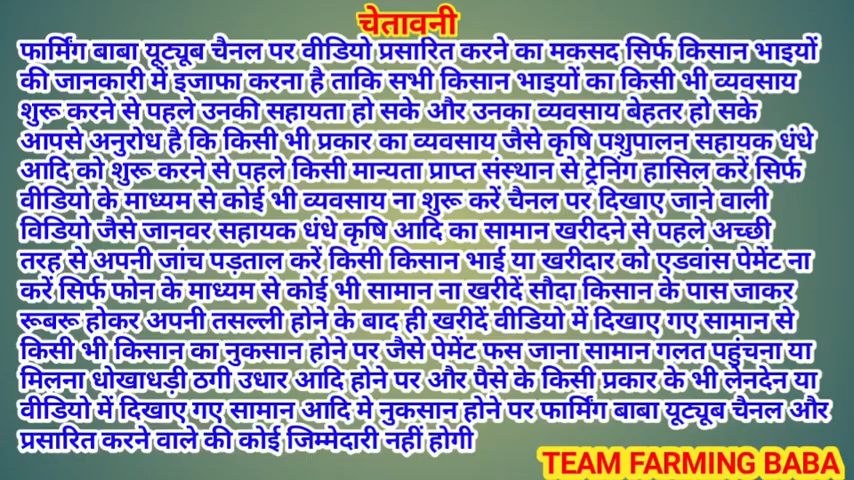 चेतावनी
फार्मिंग बाबा यूट्यूब चैनल पर वीडियो प्रसारित करने का मकसद सिर्फ किसान भाइयों
की जानकारी में इजाफा करना है ताकि सभी किसान भाइयों का किसी भी व्यवसाय
शुरू करने से पहले उनकी सहायता हो सके और उनका व्यवसाय बेहतर हो सके
आपसे अनुरोध है कि किसी भी प्रकार का व्यवसाय जैसे कृषि पशुपालन सहायक धंधे
आदि को शुरू करने से पहले किसी मान्यता प्राप्त संस्थान से ट्रेनिंग हासिल करें सिर्फ
वीडियो के माध्यम से कोई भी व्यवसाय ना शुरू करें चैनल पर दिखाए जाने वाली
विडियो जैसे जानवर सहायक धंधे कृषि आदि का सामान खरीदने से पहले अच्छी
तरह से अपनी जांच पड़ताल करें किसी किसान भाई या खरीदार को एडवांस पेमेंट ना
करें सिर्फ फोन के माध्यम से कोई भी सामान ना खरीदें सौदा किसान के पास जाकर
रूबरू होकर अपनी तसल्ली होने के बाद ही खरीदें वीडियो में दिखाए गए सामान से
किसी भी किसान का नुकसान होने पर जैसे पेमेंट फस जाना सामान गलत पहुंचना या
मिलना धोखाधड़ी ठगी उधार आदि होने पर और पैसे के किसी प्रकार के भी लेनदेन या
वीडियो में दिखाए गए सामान आदि मे नुकसान होने पर फार्मिंग बाबा यूट्यूब चैनल और
प्रसारित करने वाले की कोई जिम्मेदारी नहीं होगी
TEAM FARMING BABA